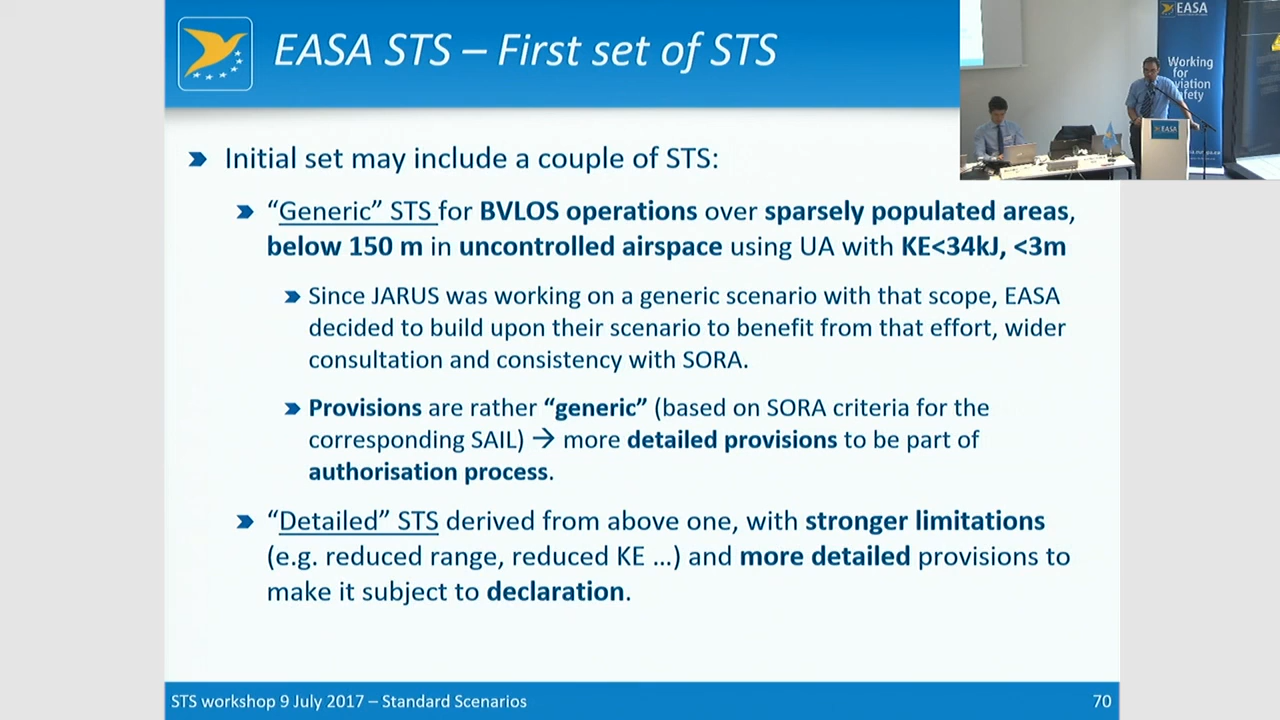 EASA STS – First set of STS
EASA
Working
for
viation
afety
EASA
Initial set may include a couple of STS:
“Generic” STS for BVLOS operations over sparsely populated areas,
below 150 m in uncontrolled airspace using UA with KE<34kJ, <3m
Since JARUS was working on a generic scenario with that scope, EASA
decided to build upon their scenario to benefit from that effort, wider
consultation and consistency with SORA.
Provisions are rather “generic” (based on SORA criteria for the
corresponding SAIL) → more detailed provisions to be part of
authorisation process.
“Detailed” STS derived from above one, with stronger limitations
(e.g. reduced range, reduced KE …) and more detailed provisions to
make it subject to declaration.
STS workshop 9 July 2017 – Standard Scenarios
70